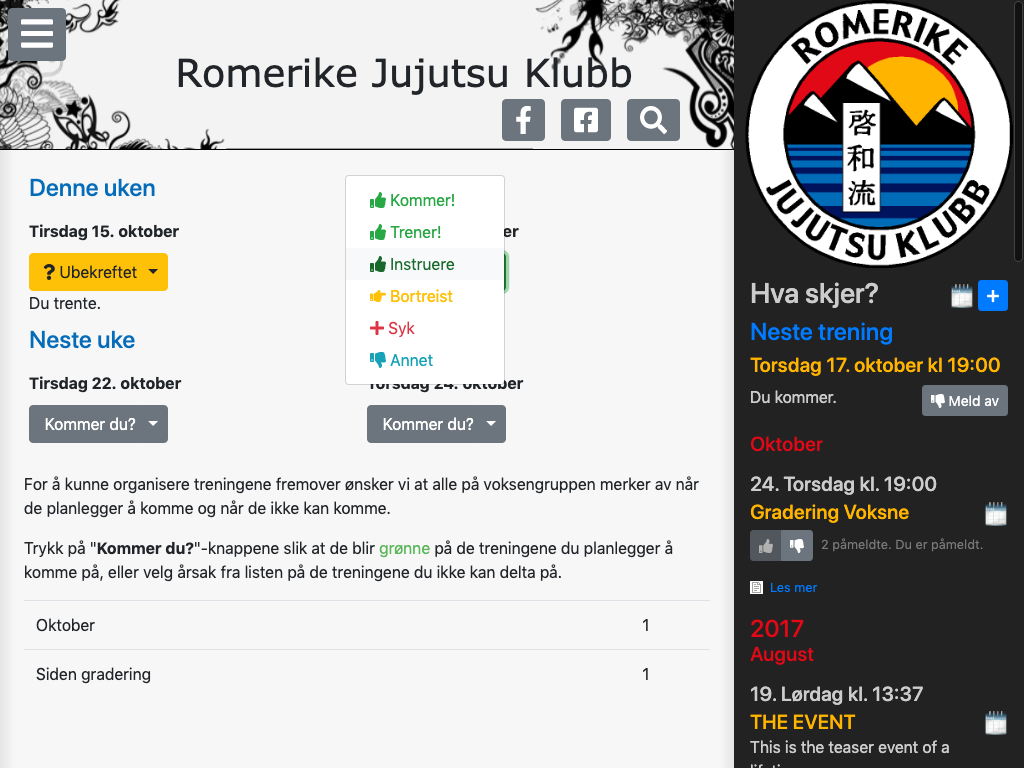 Romerike Jujutsu Klubb
Denne uken
Tirsdag 15. oktober
Ubekreftet
Du trente.
Kommer!
Trener!
Instruere
Bortreist
Syk
Annet
Neste uke
Tirsdag 22. oktober
Kommer du?
Torsdag 24. oktober
Kommer du?
For å kunne organisere treningene fremover ønsker vi at alle på voksengruppen merker av når
de planlegger å komme og når de ikke kan komme.
Trykk på "Kommer du?"-knappene slik at de blir grønne på de treningene du planlegger å
komme på, eller velg årsak fra listen på de treningene du ikke kan delta på.
Oktober 1
Siden gradering 1
ROMERIKE
啓和流
JUJUTSU KLUBB
Hva skjer?
Neste trening
Torsdag 17. oktober kl 19:00
Du kommer.
Meld av
Oktober
24. Torsdag kl. 19:00
Gradering Voksne
2 påmeldte. Du er påmeldt.
Les mer
2017
August
19. Lørdag kl. 13:37
THE EVENT
This is the teaser event of a